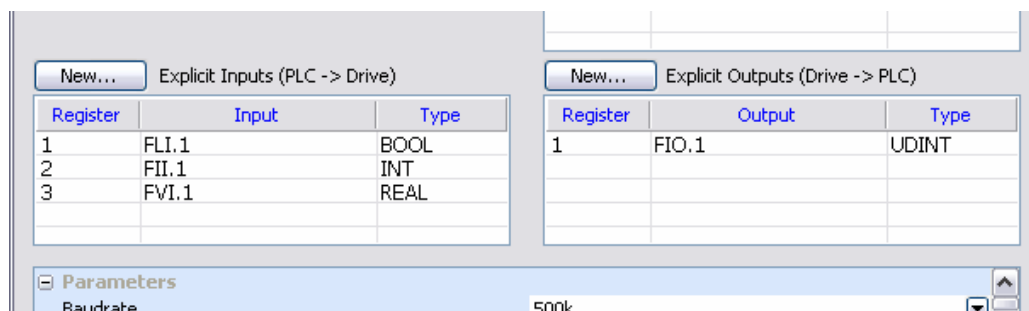 New... Explicit Inputs (PLC -> Drive)
Register Input Type
1 FLI.1 BOOL
2 FII.1 INT
3 FVI.1 REAL
New... Explicit Outputs (Drive -> PLC)
Register Output Type
1 FIO.1 UDINT
Parameters
Baudrate 500k